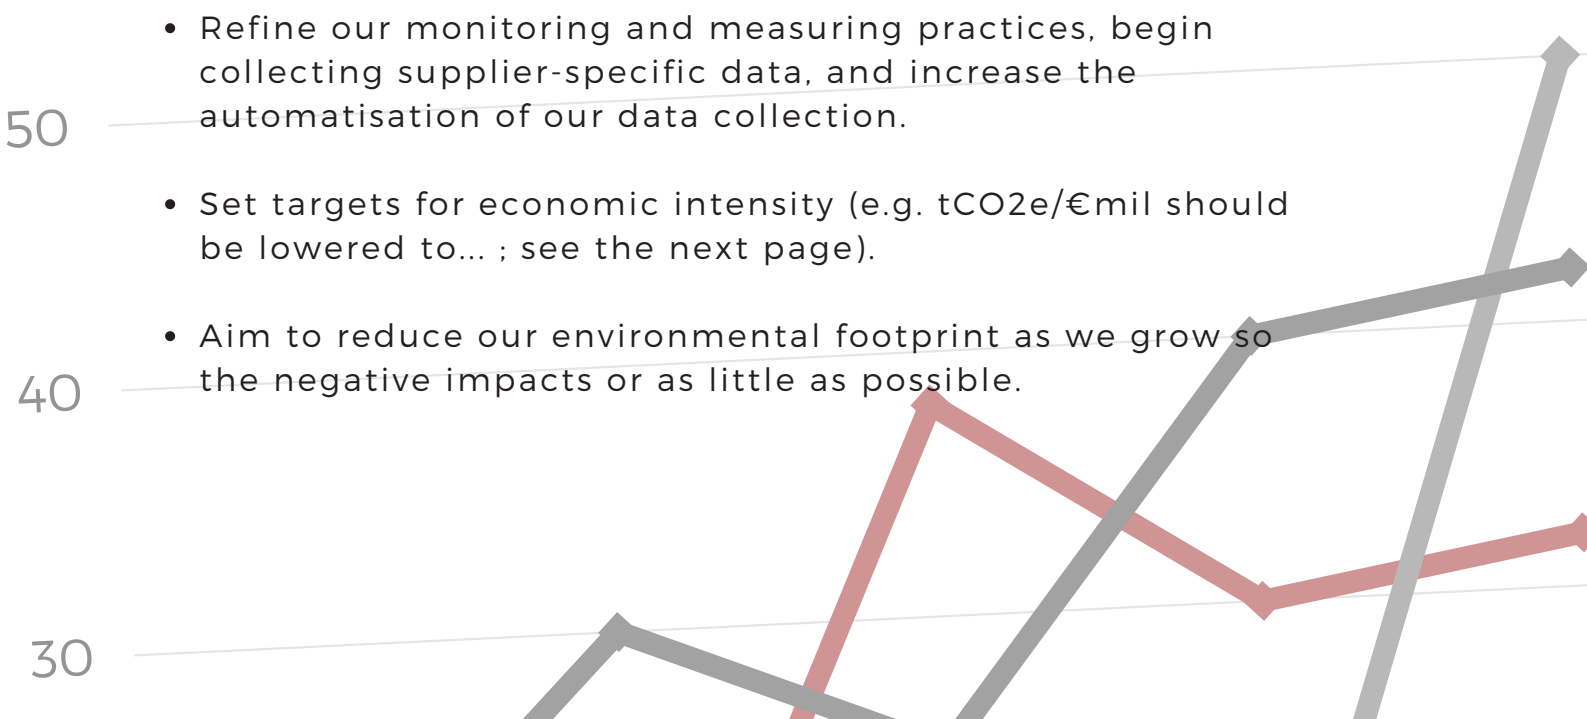 • Refine our monitoring and measuring practices, begin
collecting supplier-specific data, and increase the
automatisation of our data collection.
50
• Set targets for economic intensity (e.g. tCO2e/€mil should
be lowered to... ; see the next page).
• Aim to reduce our environmental footprint as we grow so
the negative impacts or as little as possible.
40
30